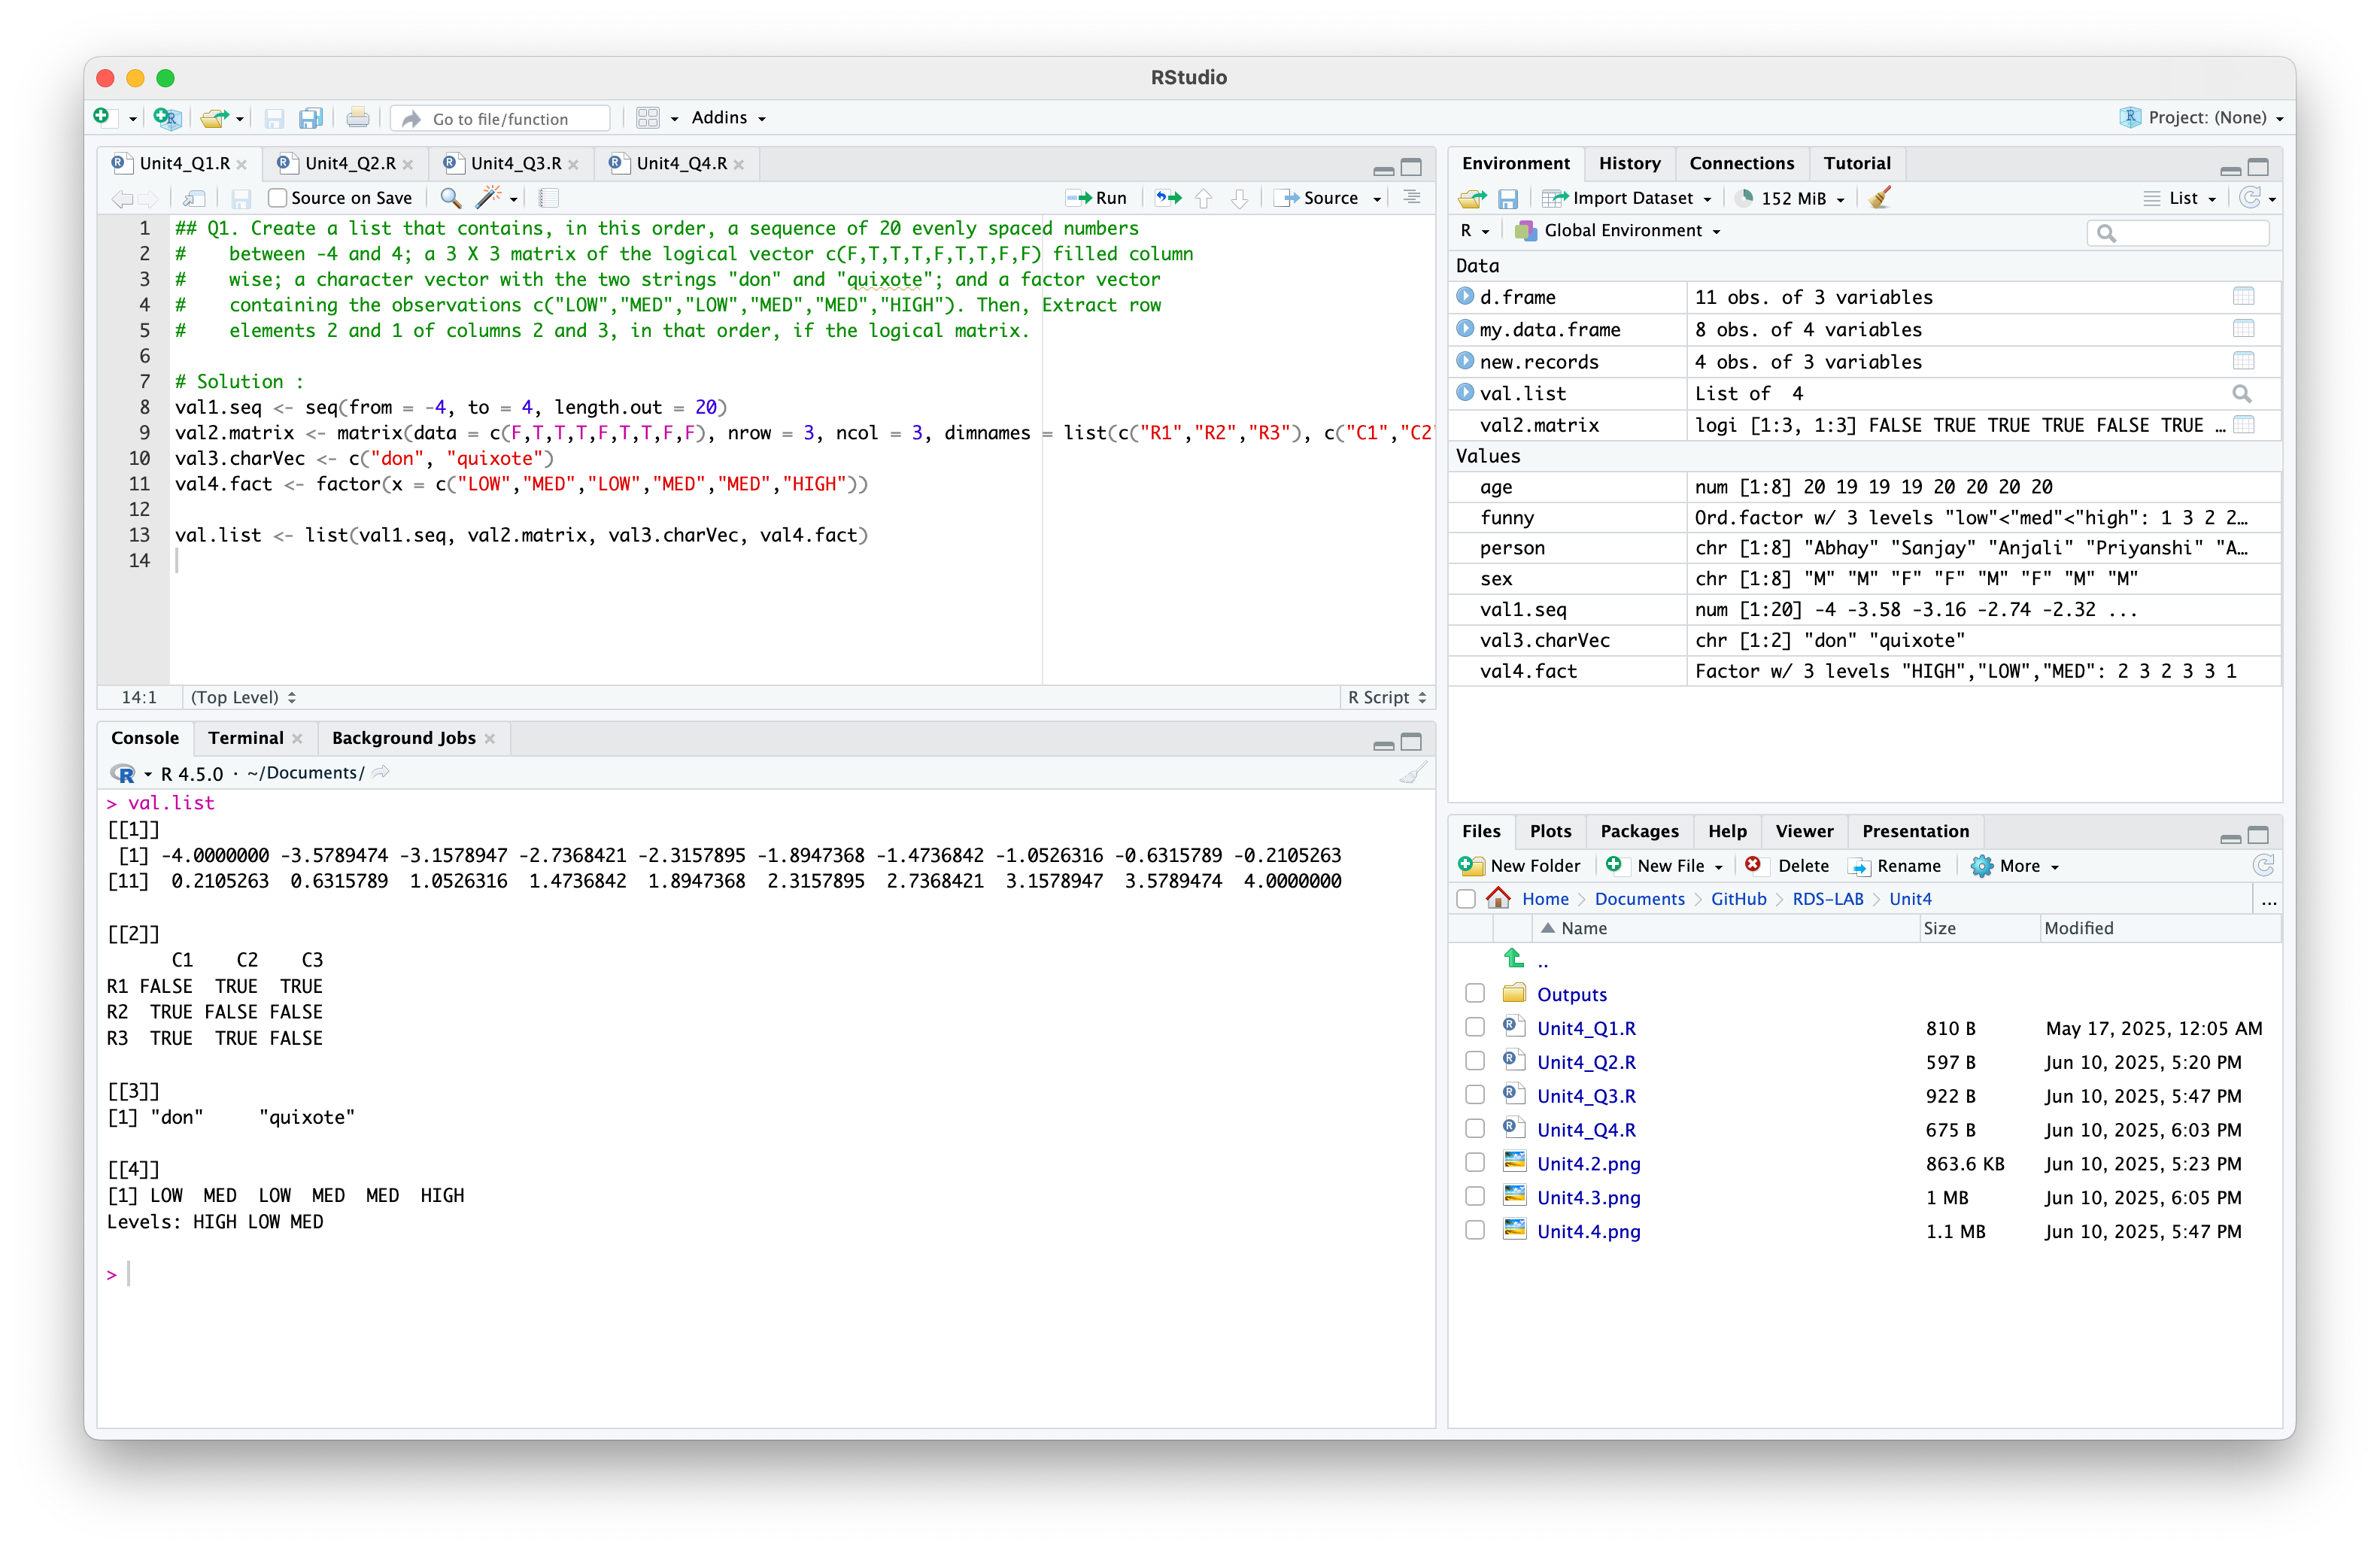 RStudio
Go to file/function
Addins
Project: (None)
Unit4_Q1.R
Unit4_Q2.R
Unit4_Q3.R
Unit4_Q4.R
Source on Save
Run
Source
1 ## Q1. Create a list that contains, in this order, a sequence of 20 evenly spaced numbers
2 # between -4 and 4; a 3 X 3 matrix of the logical vector c(F,T,T,T,F,T,T,F,F) filled column
3 # wise; a character vector with the two strings "don" and "quixote"; and a factor vector
4 # containing the observations c("LOW","MED","LOW","MED","MED","HIGH"). Then, Extract row
5 # elements 2 and 1 of columns 2 and 3, in that order, if the logical matrix.
6
7 # Solution :
8 val1.seq <- seq(from = -4, to = 4, length.out = 20)
9 val2.matrix <- matrix(data = c(F,T,T,T,F,T,T,F,F), nrow = 3, ncol = 3, dimnames = list(c("R1","R2","R3"), c("C1","C2"
10 val3.charVec <- c("don", "quixote")
11 val4.fact <- factor(x = c("LOW","MED","LOW","MED","MED","HIGH"))
12
13 val.list <- list(val1.seq, val2.matrix, val3.charVec, val4.fact)
14
14:1 (Top Level) R Script
Console
Terminal
Background Jobs
R 4.5.0 · ~/Documents/
> val.list
[[1]]
[1] -4.0000000 -3.5789474 -3.1578947 -2.7368421 -2.3157895 -1.8947368 -1.4736842 -1.0526316 -0.6315789 -0.2105263
[11] 0.2105263 0.6315789 1.0526316 1.4736842 1.8947368 2.3157895 2.7368421 3.1578947 3.5789474 4.0000000
[[2]]
C1 C2 C3
R1 FALSE TRUE TRUE
R2 TRUE FALSE FALSE
R3 TRUE TRUE FALSE
[[3]]
[1] "don" "quixote"
[[4]]
[1] LOW MED LOW MED MED HIGH
Levels: HIGH LOW MED
>
Environment
History
Connections
Tutorial
Import Dataset
152 MiB
List
R
Global Environment
Data
d.frame 11 obs. of 3 variables
my.data.frame 8 obs. of 4 variables
new.records 4 obs. of 3 variables
val.list List of 4
val2.matrix logi [1:3, 1:3] FALSE TRUE TRUE TRUE FALSE TRUE …
Values
age num [1:8] 20 19 19 19 20 20 20 20
funny Ord.factor w/ 3 levels "low"<"med"<"high": 1 3 2 2…
person chr [1:8] "Abhay" "Sanjay" "Anjali" "Priyanshi" "A…
sex chr [1:8] "M" "M" "F" "F" "M" "F" "M" "M"
val1.seq num [1:20] -4 -3.58 -3.16 -2.74 -2.32 ...
val3.charVec chr [1:2] "don" "quixote"
val4.fact Factor w/ 3 levels "HIGH","LOW","MED": 2 3 2 3 3 1
Files
Plots
Packages
Help
Viewer
Presentation
New Folder
New File
Delete
Rename
More
Home
Documents
GitHub
RDS-LAB
Unit4
...
Name Size Modified
..
Outputs
Unit4_Q1.R 810 B May 17, 2025, 12:05 AM
Unit4_Q2.R 597 B Jun 10, 2025, 5:20 PM
Unit4_Q3.R 922 B Jun 10, 2025, 5:47 PM
Unit4_Q4.R 675 B Jun 10, 2025, 6:03 PM
Unit4.2.png 863.6 KB Jun 10, 2025, 5:23 PM
Unit4.3.png 1 MB Jun 10, 2025, 6:05 PM
Unit4.4.png 1.1 MB Jun 10, 2025, 5:47 PM